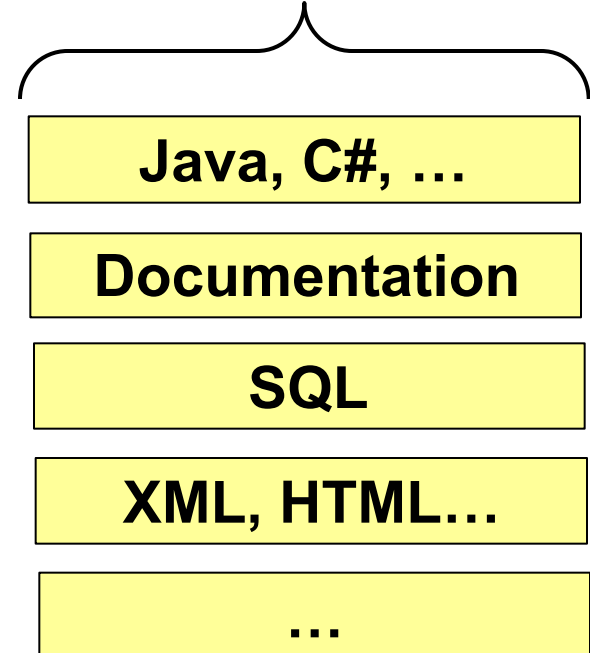 Java, C#, …
Documentation
SQL
XML, HTML…
…